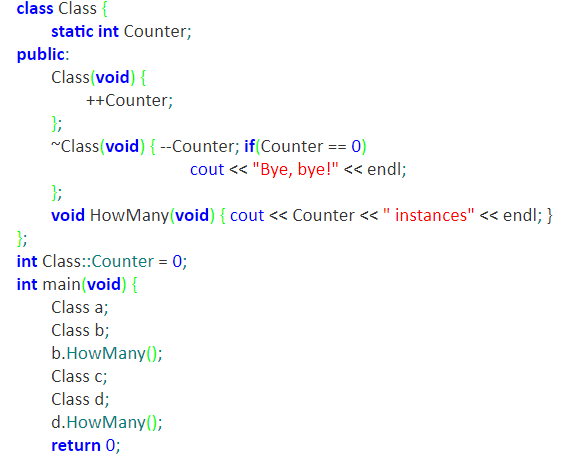 class Class {
static int Counter;
public:
Class(void) {
++Counter;
};
~Class(void) { --Counter; if(Counter == 0)
cout << "Bye, bye!" << endl;
};
void HowMany(void) { cout << Counter << " instances" << endl; }
};
int Class::Counter = 0;
int main(void) {
Class a;
Class b;
b.HowMany();
Class c;
Class d;
d.HowMany();
return 0;